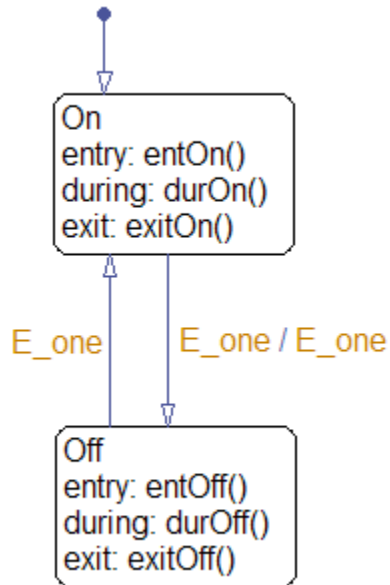 On
entry: entOn()
during: durOn()
exit: exitOn()
E_one
E_one / E_one
Off
entry: entOff()
during: durOff()
exit: exitOff()